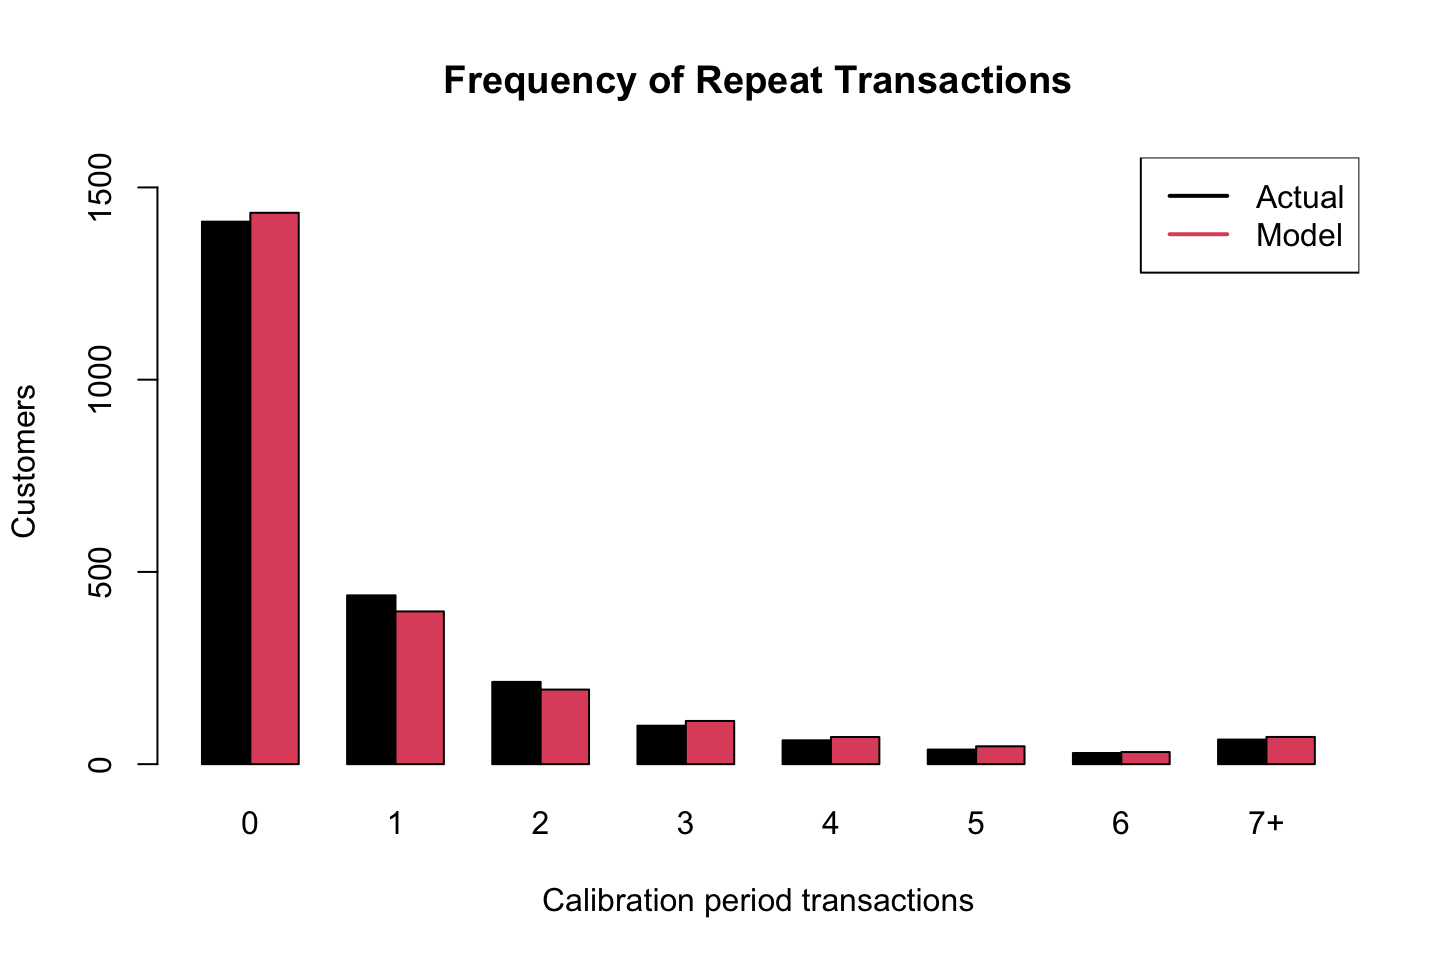 Frequency of Repeat Transactions
Actual
Model
1500
1000
500
0
Customers
0 1 2 3 4 5 6 7+
Calibration period transactions